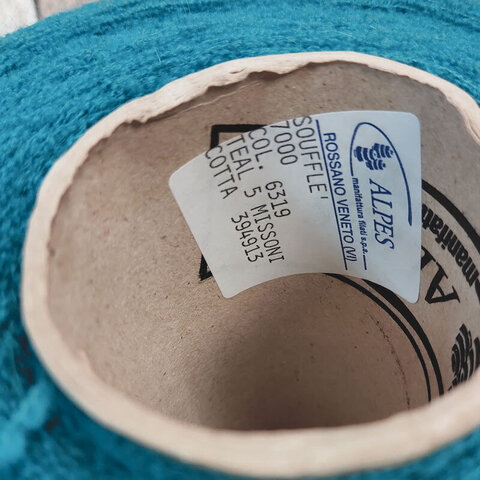 ALPES
manifattura filati s.p.a.
ROSSANO VENETO (VI)
SOUFFLE'
7000
COL. 6319
TEAL 5 MISSONI
COTTA 394913